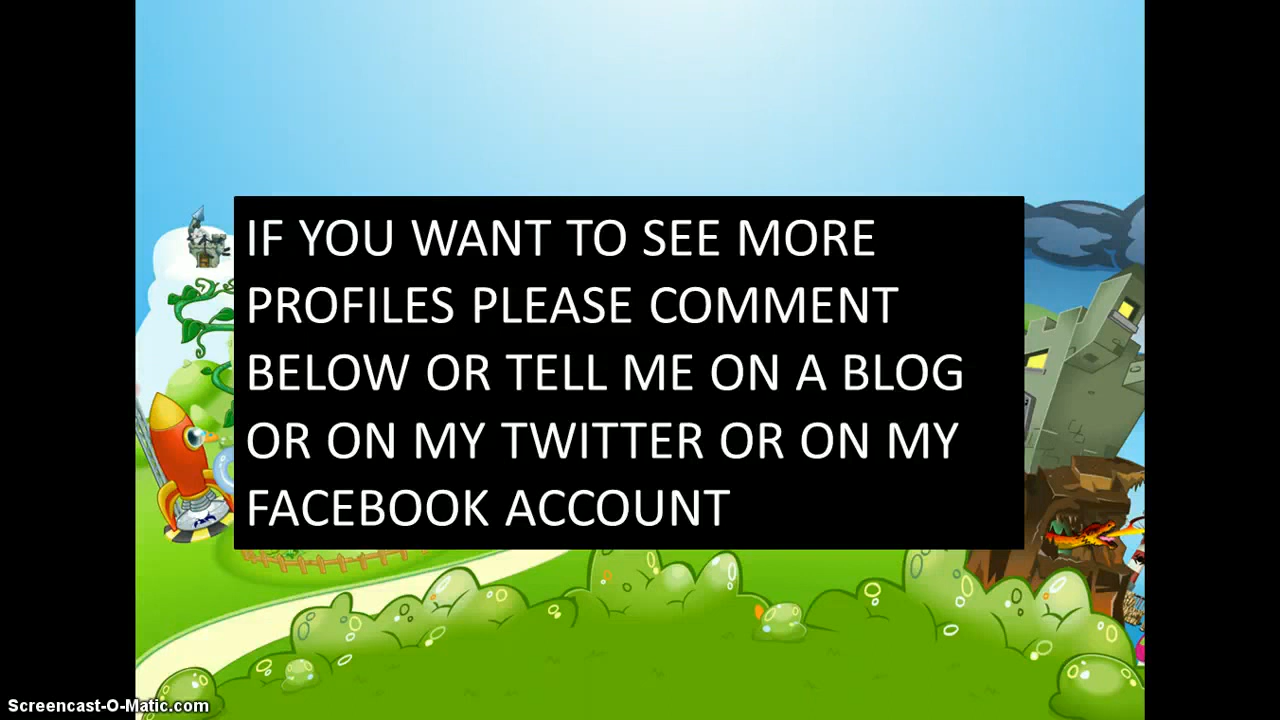 IF YOU WANT TO SEE MORE
PROFILES PLEASE COMMENT
BELOW OR TELL ME ON A BLOG
OR ON MY TWITTER OR ON MY
FACEBOOK ACCOUNT
Screencast-O-Matic.com